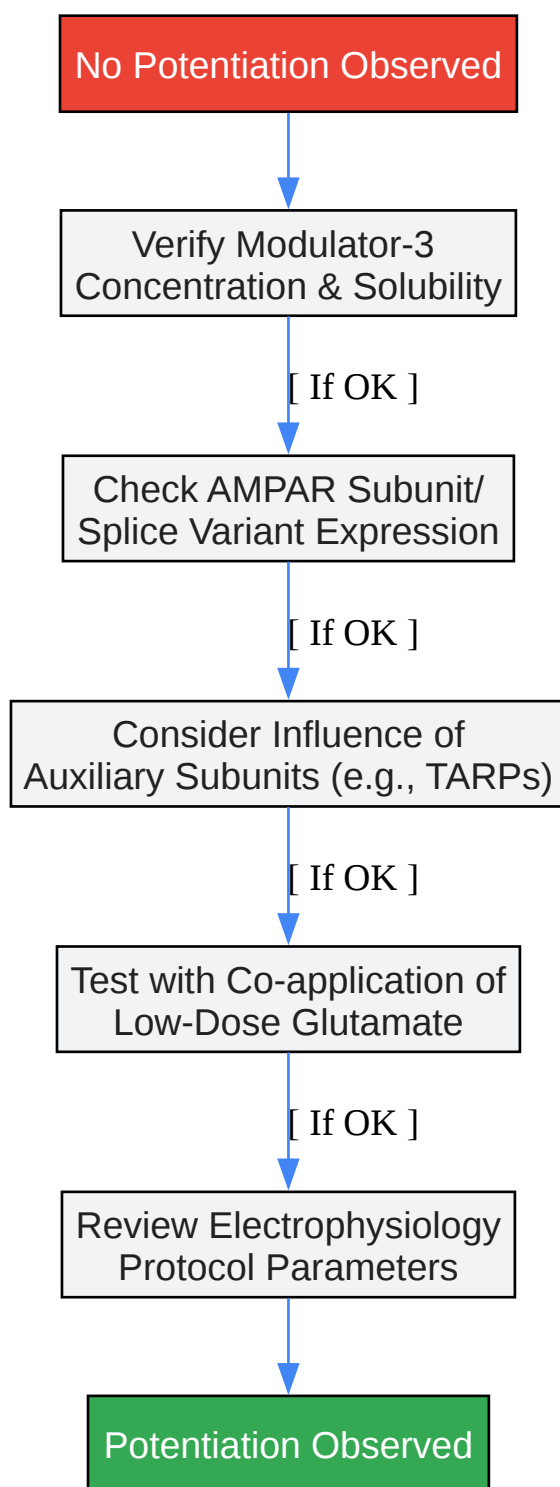 No Potentiation Observed
Verify Modulator-3
Concentration & Solubility
[ If OK ]
Check AMPAR Subunit/
Splice Variant Expression
[ If OK ]
Consider Influence of
Auxiliary Subunits (e.g., TARPs)
[ If OK ]
Test with Co-application of
Low-Dose Glutamate
[ If OK ]
Review Electrophysiology
Protocol Parameters
Potentiation Observed